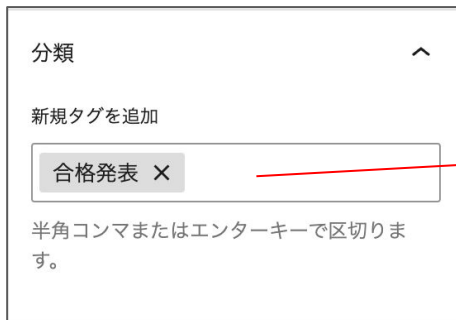 分類
新規タグを追加
合格発表 ×
半角コンマまたはエンターキーで区切りま
す。